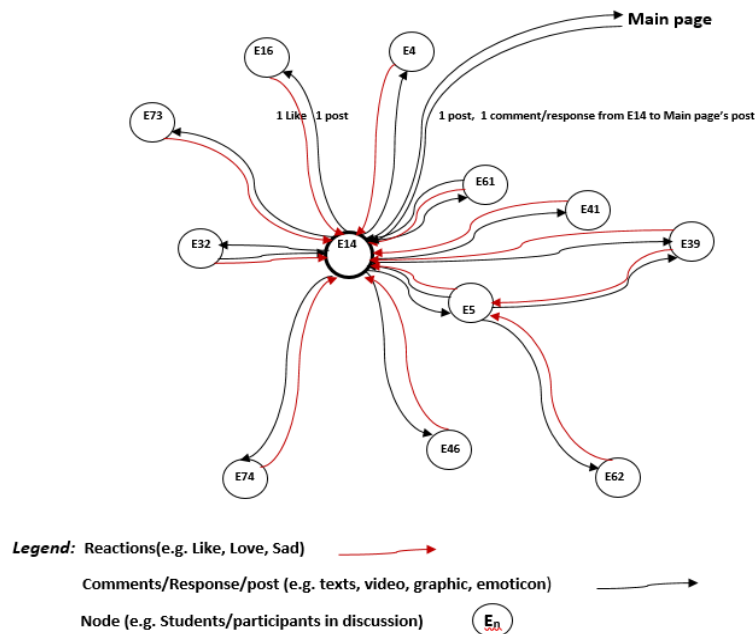 Main page
E16
E4
1 Like 1 post
1 post, 1 comment/response from E14 to Main page's post
E73
E61
E41
E32
E14
E39
E5
E74
E46
E62
Legend: Reactions(e.g. Like, Love, Sad)
Comments/Response/post (e.g. texts, video, graphic, emoticon)
Node (e.g. Students/participants in discussion) En